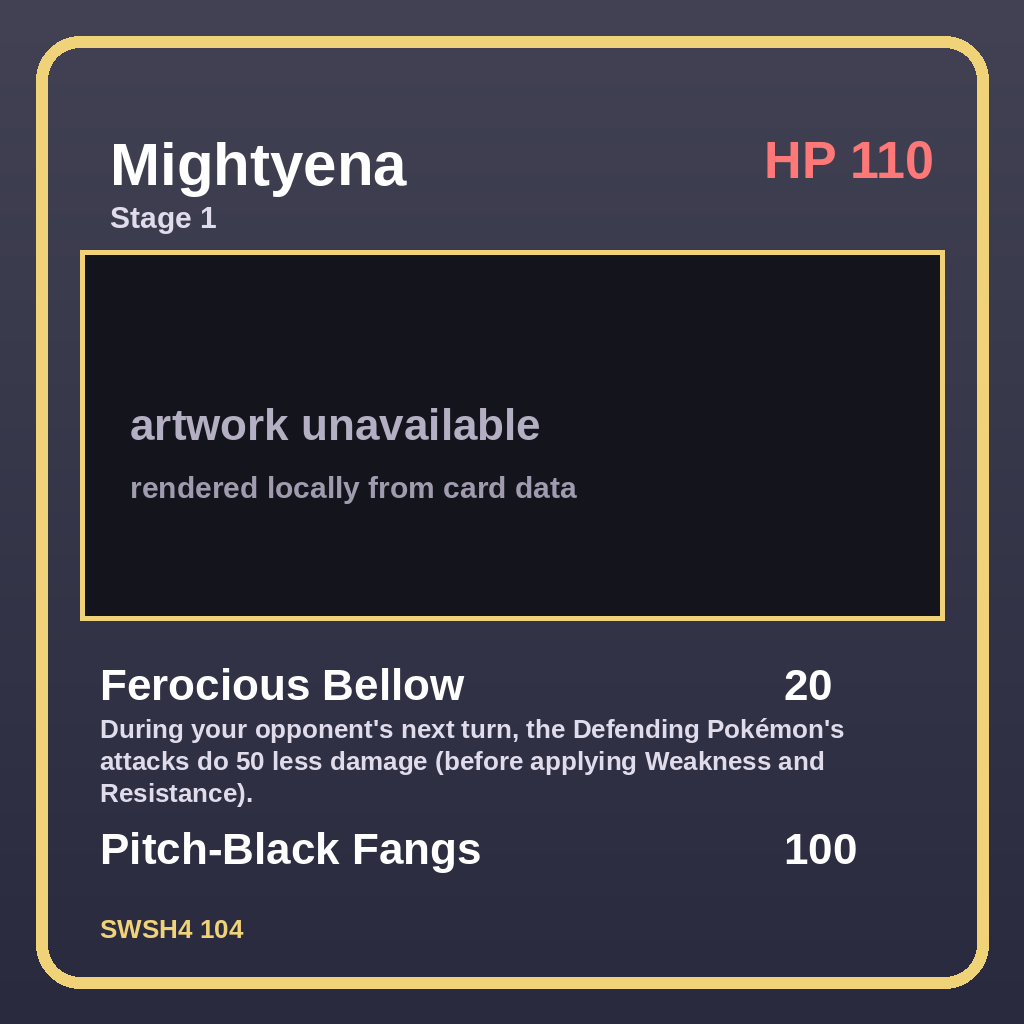 Mightyena
HP 110
Stage 1
artwork unavailable
rendered locally from card data
Ferocious Bellow
20
During your opponent's next turn, the Defending Pokémon's
attacks do 50 less damage (before applying Weakness and
Resistance).
Pitch-Black Fangs
100
SWSH4 104